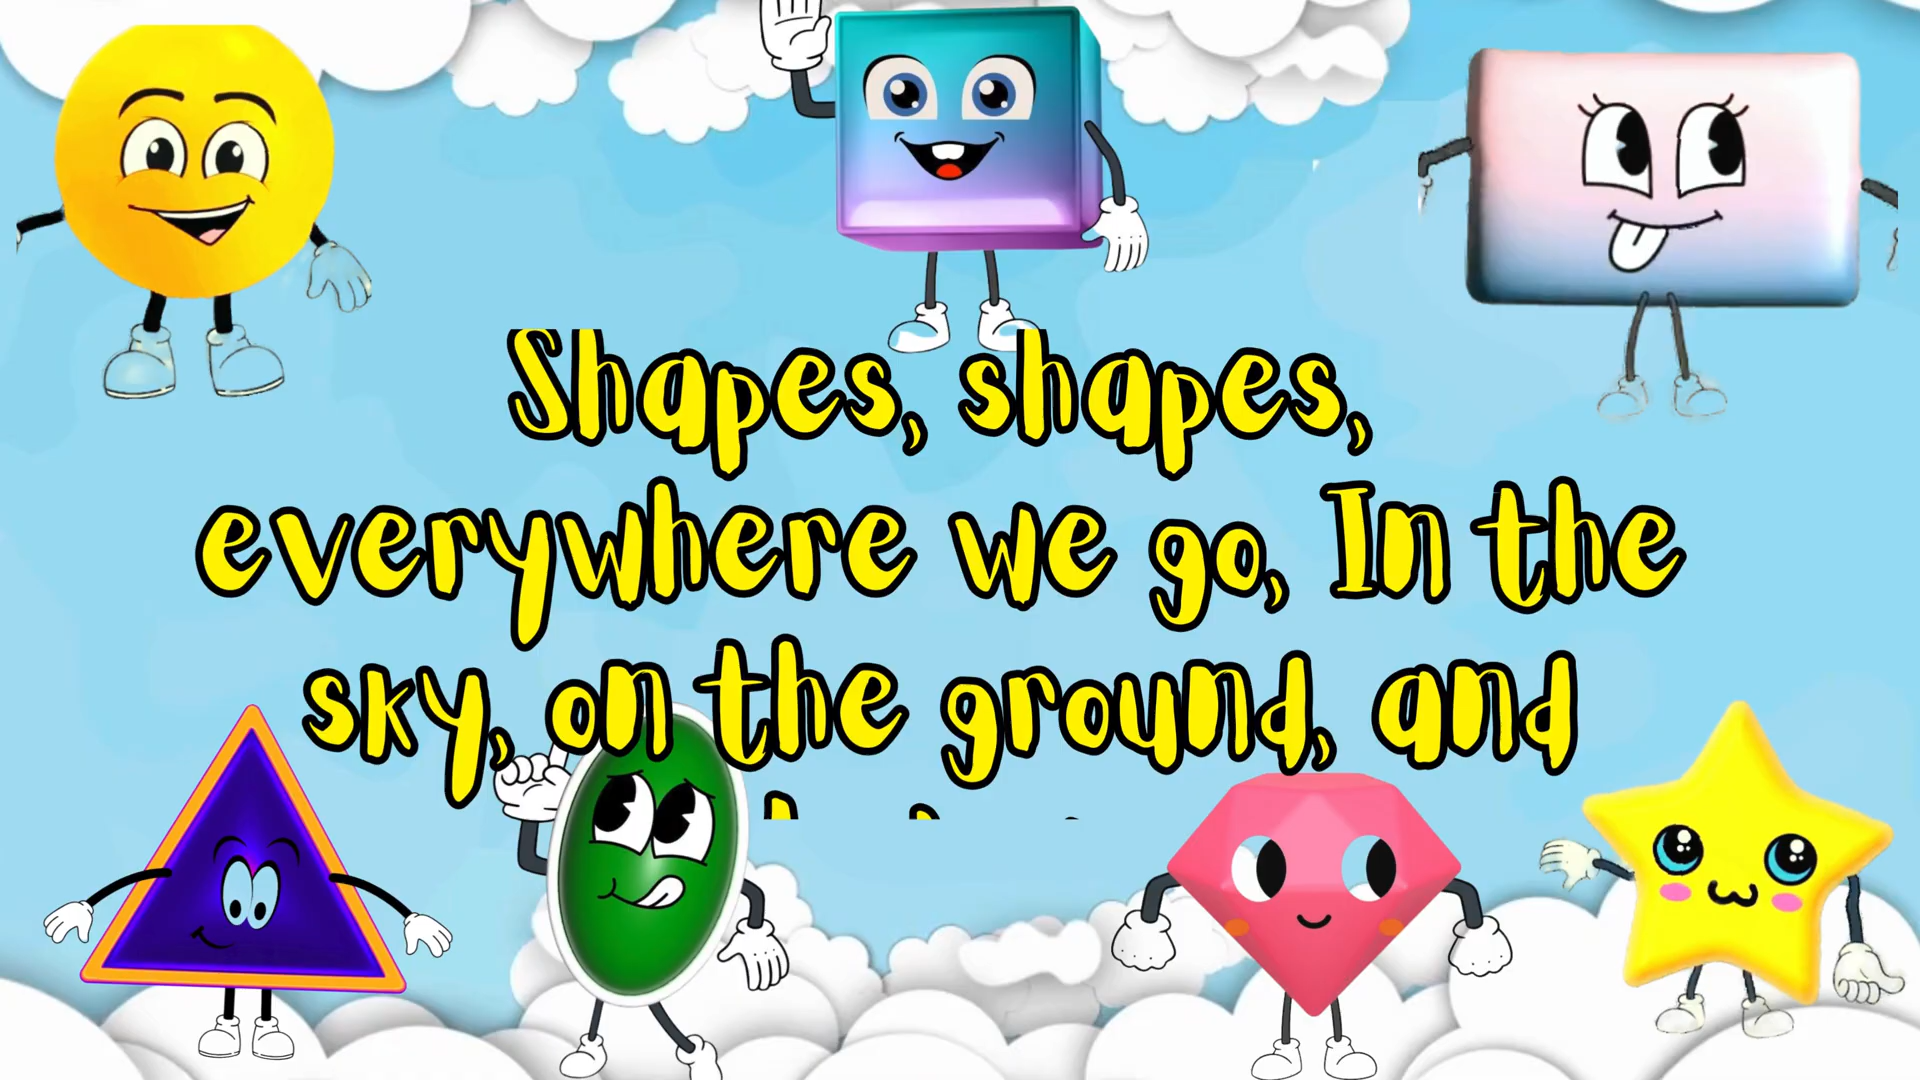 Shapes, shapes,
everywhere we go, In the
sky, on the ground, and